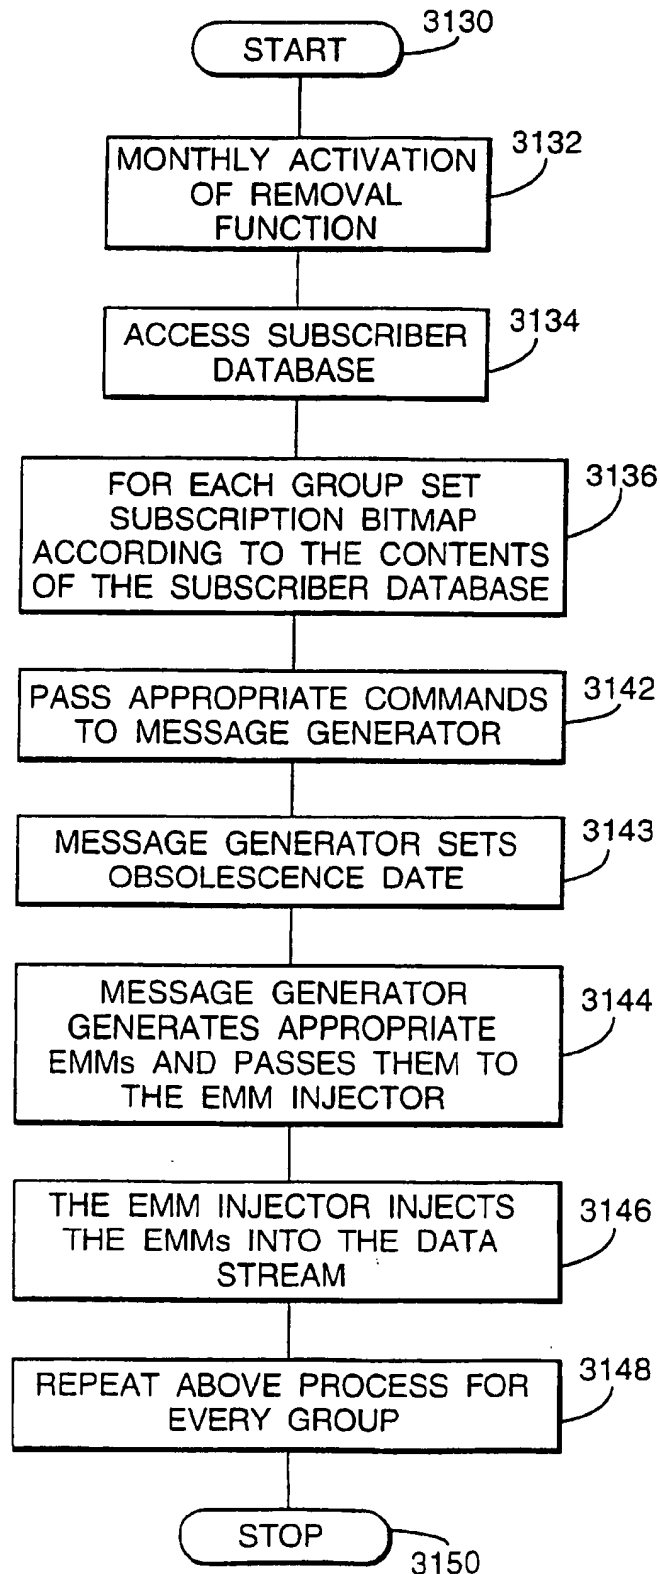 START
3130
MONTHLY ACTIVATION
OF REMOVAL
FUNCTION
3132
ACCESS SUBSCRIBER
DATABASE
3134
FOR EACH GROUP SET
SUBSCRIPTION BITMAP
ACCORDING TO THE CONTENTS
OF THE SUBSCRIBER DATABASE
3136
PASS APPROPRIATE COMMANDS
TO MESSAGE GENERATOR
3142
MESSAGE GENERATOR SETS
OBSOLESCENCE DATE
3143
MESSAGE GENERATOR
GENERATES APPROPRIATE
EMMs AND PASSES THEM TO
THE EMM INJECTOR
3144
THE EMM INJECTOR INJECTS
THE EMMs INTO THE DATA
STREAM
3146
REPEAT ABOVE PROCESS FOR
EVERY GROUP
3148
STOP
3150